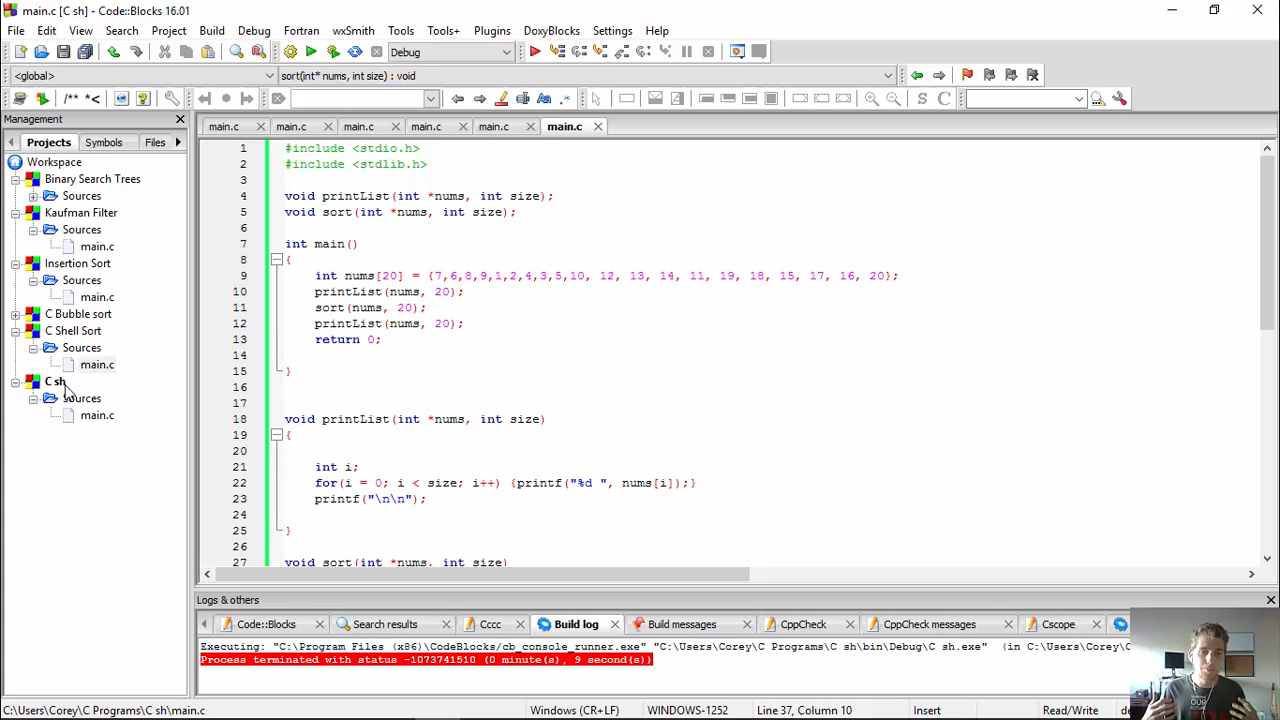 main.c [C sh] - Code::Blocks 16.01
File Edit View Search Project Build Debug Fortran wxSmith Tools Tools+ Plugins DoxyBlocks Settings Help
Debug
<global> sort(int* nums, int size) : void
/** *< .* S C
Management
Projects Symbols Files
main.c main.c main.c main.c main.c main.c
Workspace
Binary Search Trees
Sources
Kaufman Filter
Sources
main.c
Insertion Sort
Sources
main.c
C Bubble sort
C Shell Sort
Sources
main.c
C sh
Sources
main.c
1 #include <stdio.h>
2 #include <stdlib.h>
3
4 void printList(int *nums, int size);
5 void sort(int *nums, int size);
6
7 int main()
8 {
9 int nums[20] = {7,6,8,9,1,2,4,3,5,10, 12, 13, 14, 11, 19, 18, 15, 17, 16, 20};
10 printList(nums, 20);
11 sort(nums, 20);
12 printList(nums, 20);
13 return 0;
14
15 }
16
17
18 void printList(int *nums, int size)
19 {
20
21 int i;
22 for(i = 0; i < size; i++) {printf("%d ", nums[i]);}
23 printf("\n\n");
24
25 }
26
27 void sort(int *nums, int size)
Logs & others
Code::Blocks Search results Cccc Build log Build messages CppCheck CppCheck messages Cscope
Executing: "C:\Program Files (x86)\CodeBlocks/cb_console_runner.exe" "C:\Users\Corey\C Programs\C sh\bin\Debug\C sh.exe" (in C:\Users\Corey\C
Process terminated with status -1073741510 (0 minute(s), 9 second(s))
C:\Users\Corey\C Programs\C sh\main.c Windows (CR+LF) WINDOWS-1252 Line 37, Column 10 Insert Read/Write de